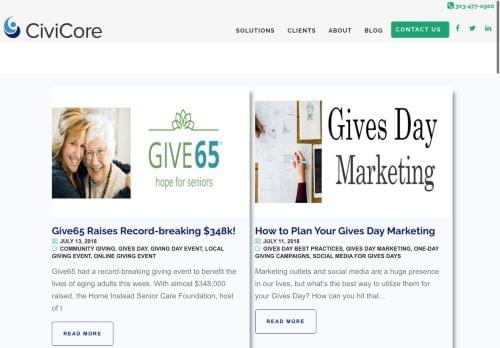 303-477-0900
CiviCore
SOLUTIONS CLIENTS ABOUT BLOG CONTACT US
GIVE65
hope for seniors
Gives Day
Marketing
Give65 Raises Record-breaking $348k!
JULY 13, 2018
COMMUNITY GIVING, GIVES DAY, GIVING DAY EVENT, LOCAL
GIVING EVENT, ONLINE GIVING EVENT
Give65 had a record-breaking giving event to benefit the
lives of aging adults this week. With almost $348,000
raised, the Home Instead Senior Care Foundation, host
of t
READ MORE
How to Plan Your Gives Day Marketing
JULY 11, 2018
GIVES DAY BEST PRACTICES, GIVES DAY MARKETING, ONE-DAY
GIVING CAMPAIGNS, SOCIAL MEDIA FOR GIVES DAYS
Marketing outlets and social media are a huge presence
in our lives, but what's the best way to utilize them for
your Gives Day? How can you hit that...
READ MORE